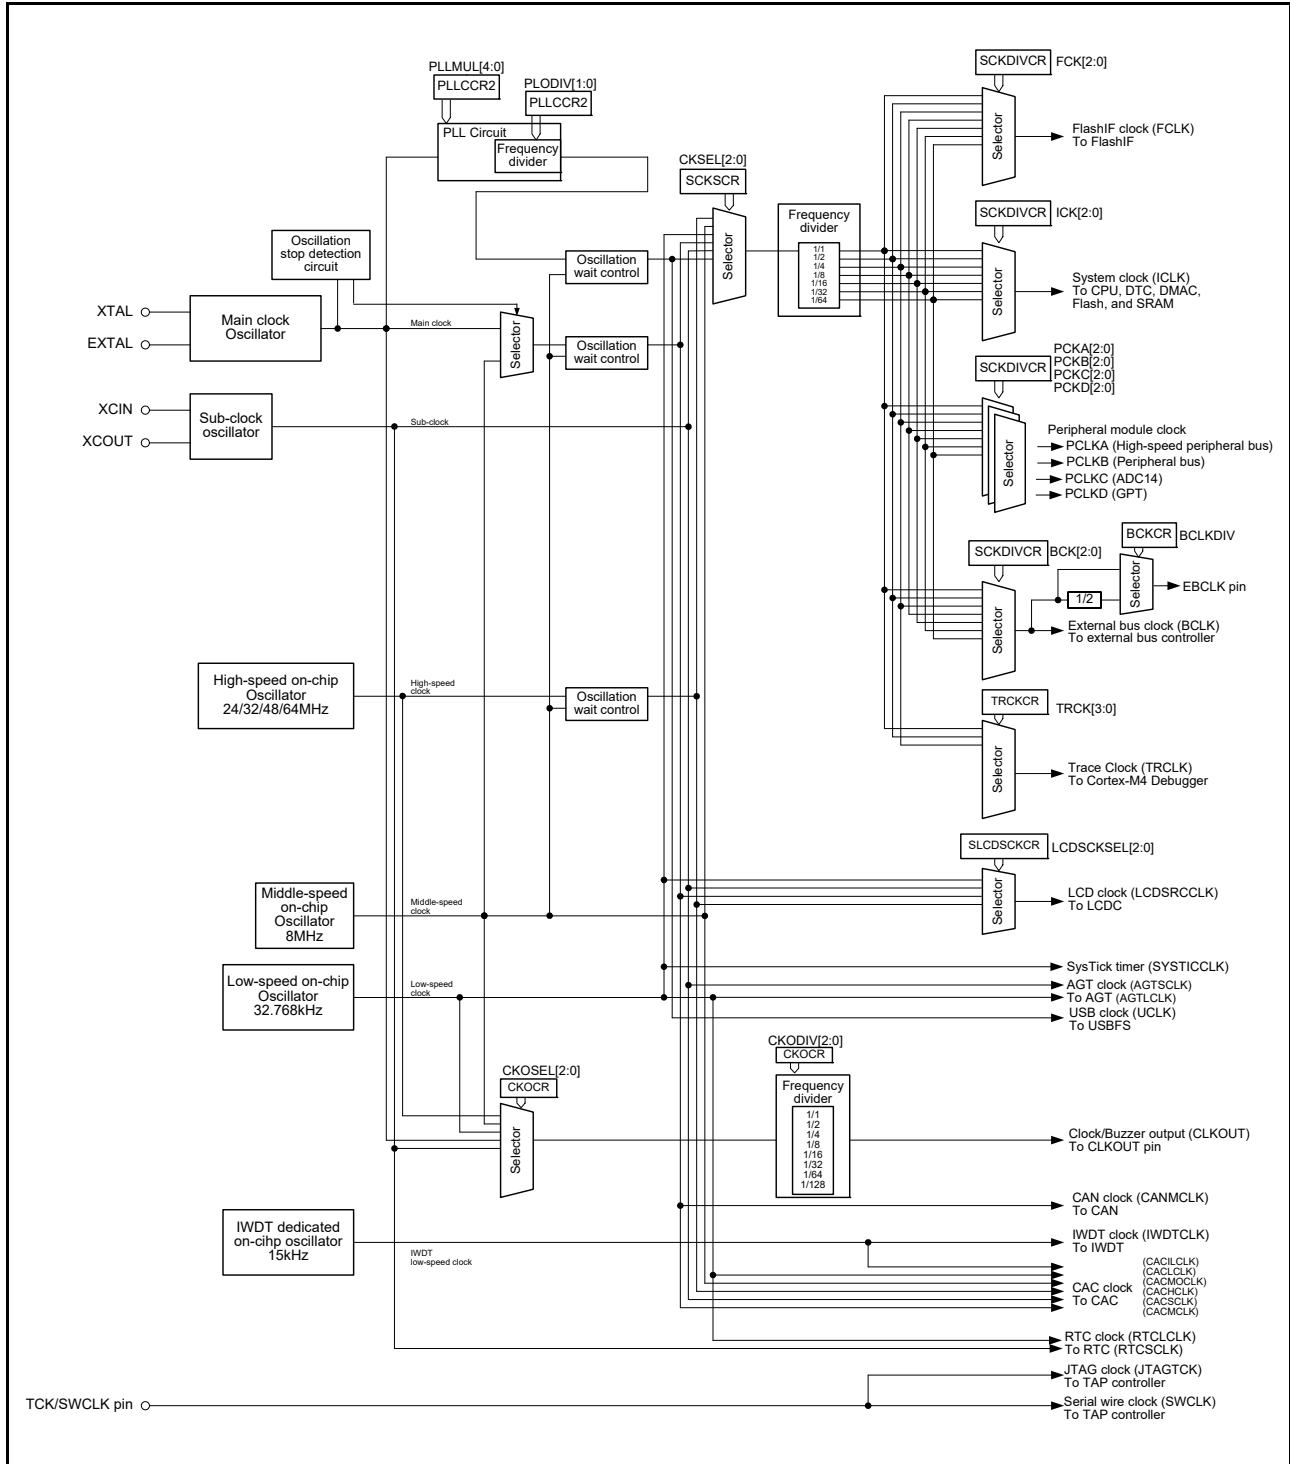 PLLMUL[4:0]
PLLCCR2
PLODIV[1:0]
PLLCCR2
PLL Circuit
Frequency
divider
CKSEL[2:0]
SCKSCR
Selector
Frequency
divider
1/1
1/2
1/4
1/8
1/16
1/32
1/64
SCKDIVCR
FCK[2:0]
Selector
FlashIF clock (FCLK)
To FlashIF
SCKDIVCR
ICK[2:0]
Selector
System clock (ICLK)
To CPU, DTC, DMAC,
Flash, and SRAM
Oscillation
stop detection
circuit
Oscillation
wait control
XTAL
EXTAL
Main clock
Oscillator
Main clock
Selector
Oscillation
wait control
SCKDIVCR
PCKA[2:0]
PCKB[2:0]
PCKC[2:0]
PCKD[2:0]
Selector
Peripheral module clock
PCLKA (High-speed peripheral bus)
PCLKB (Peripheral bus)
PCLKC (ADC14)
PCLKD (GPT)
XCIN
XCOUT
Sub-clock
oscillator
Sub-clock
SCKDIVCR
BCK[2:0]
Selector
BCKCR
BCLKDIV
Selector
1/2
EBCLK pin
External bus clock (BCLK)
To external bus controller
High-speed on-chip
Oscillator
24/32/48/64MHz
High-speed
clock
Oscillation
wait control
TRCKCR
TRCK[3:0]
Selector
Trace Clock (TRCLK)
To Cortex-M4 Debugger
SLCDSCKCR
LCDSCKSEL[2:0]
Selector
LCD clock (LCDSRCCLK)
To LCDC
Middle-speed
on-chip
Oscillator
8MHz
Middle-speed
clock
Low-speed on-chip
Oscillator
32.768kHz
Low-speed
clock
SysTick timer (SYSTICCLK)
AGT clock (AGTSCLK)
To AGT (AGTLCLK)
USB clock (UCLK)
To USBFS
CKOSEL[2:0]
CKOCR
Selector
CKODIV[2:0]
CKOCR
Frequency
divider
1/1
1/2
1/4
1/8
1/16
1/32
1/64
1/128
Clock/Buzzer output (CLKOUT)
To CLKOUT pin
CAN clock (CANMCLK)
To CAN
IWDT dedicated
on-cihp oscillator
15kHz
IWDT
low-speed clock
IWDT clock (IWDTCLK)
To IWDT
CAC clock
To CAC
(CACILCLK)
(CACLCLK)
(CACMOCLK)
(CACHCLK)
(CACSCLK)
(CACMCLK)
RTC clock (RTCLCLK)
To RTC (RTCSCLK)
JTAG clock (JTAGTCK)
To TAP controller
TCK/SWCLK pin
Serial wire clock (SWCLK)
To TAP controller